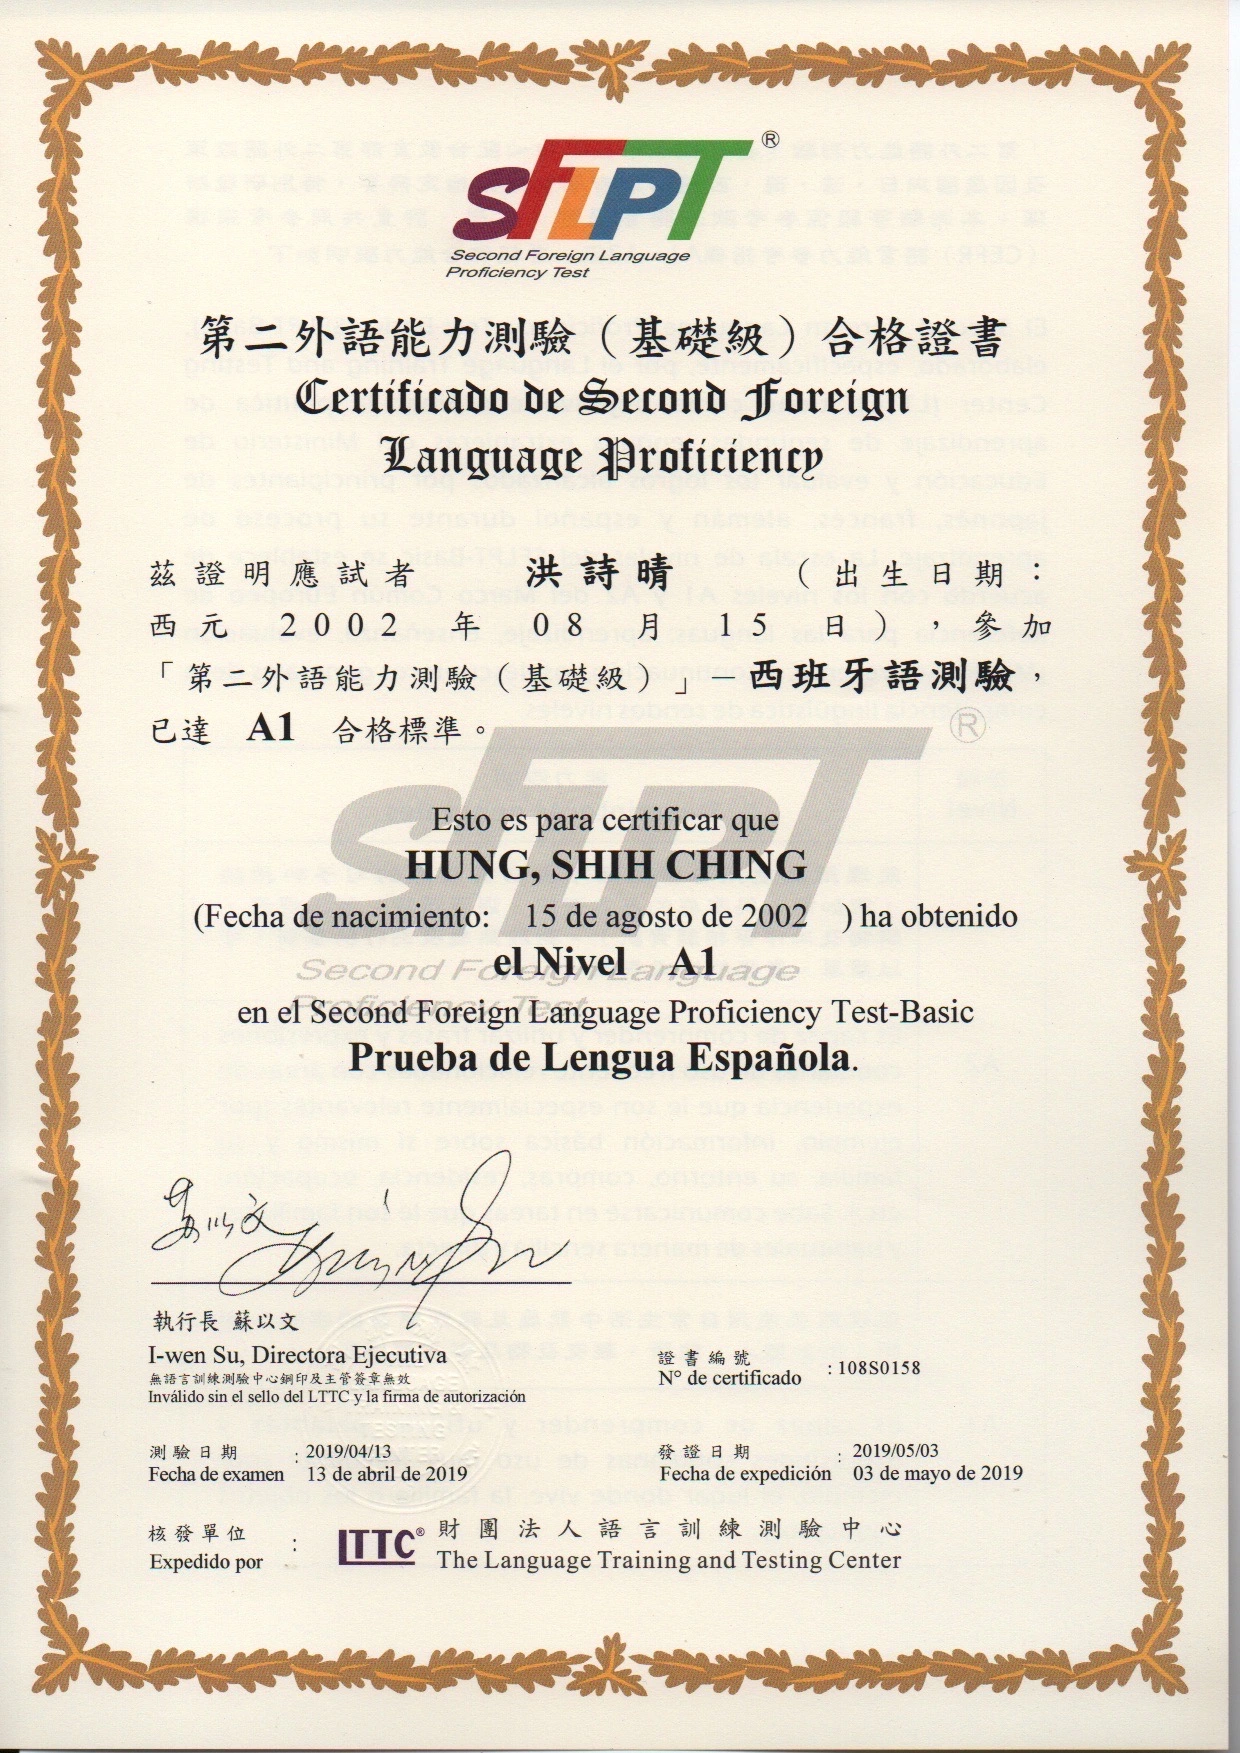 SFLPT®
Second Foreign Language
Proficiency Test
第二外語能力測驗（基礎級）合格證書
Certificado de Second Foreign
Language Proficiency
茲證明應試者 洪詩晴 （出生日期：
西元 2002 年 08 月 15 日），參加
「第二外語能力測驗（基礎級）」－西班牙語測驗，
已達 A1 合格標準。
SFLPT®
Second Foreign Language
Proficiency Test
Esto es para certificar que
HUNG, SHIH CHING
(Fecha de nacimiento: 15 de agosto de 2002 ) ha obtenido
el Nivel A1
en el Second Foreign Language Proficiency Test-Basic
Prueba de Lengua Española.
蘇以文
執行長 蘇以文
I-wen Su, Directora Ejecutiva
無語言訓練測驗中心鋼印及主管簽章無效
Inválido sin el sello del LTTC y la firma de autorización
證書編號
N° de certificado : 108S0158
測驗日期 : 2019/04/13
Fecha de examen 13 de abril de 2019
發證日期 : 2019/05/03
Fecha de expedición 03 de mayo de 2019
核發單位 :
Expedido por
LTTC® 財團法人語言訓練測驗中心
The Language Training and Testing Center